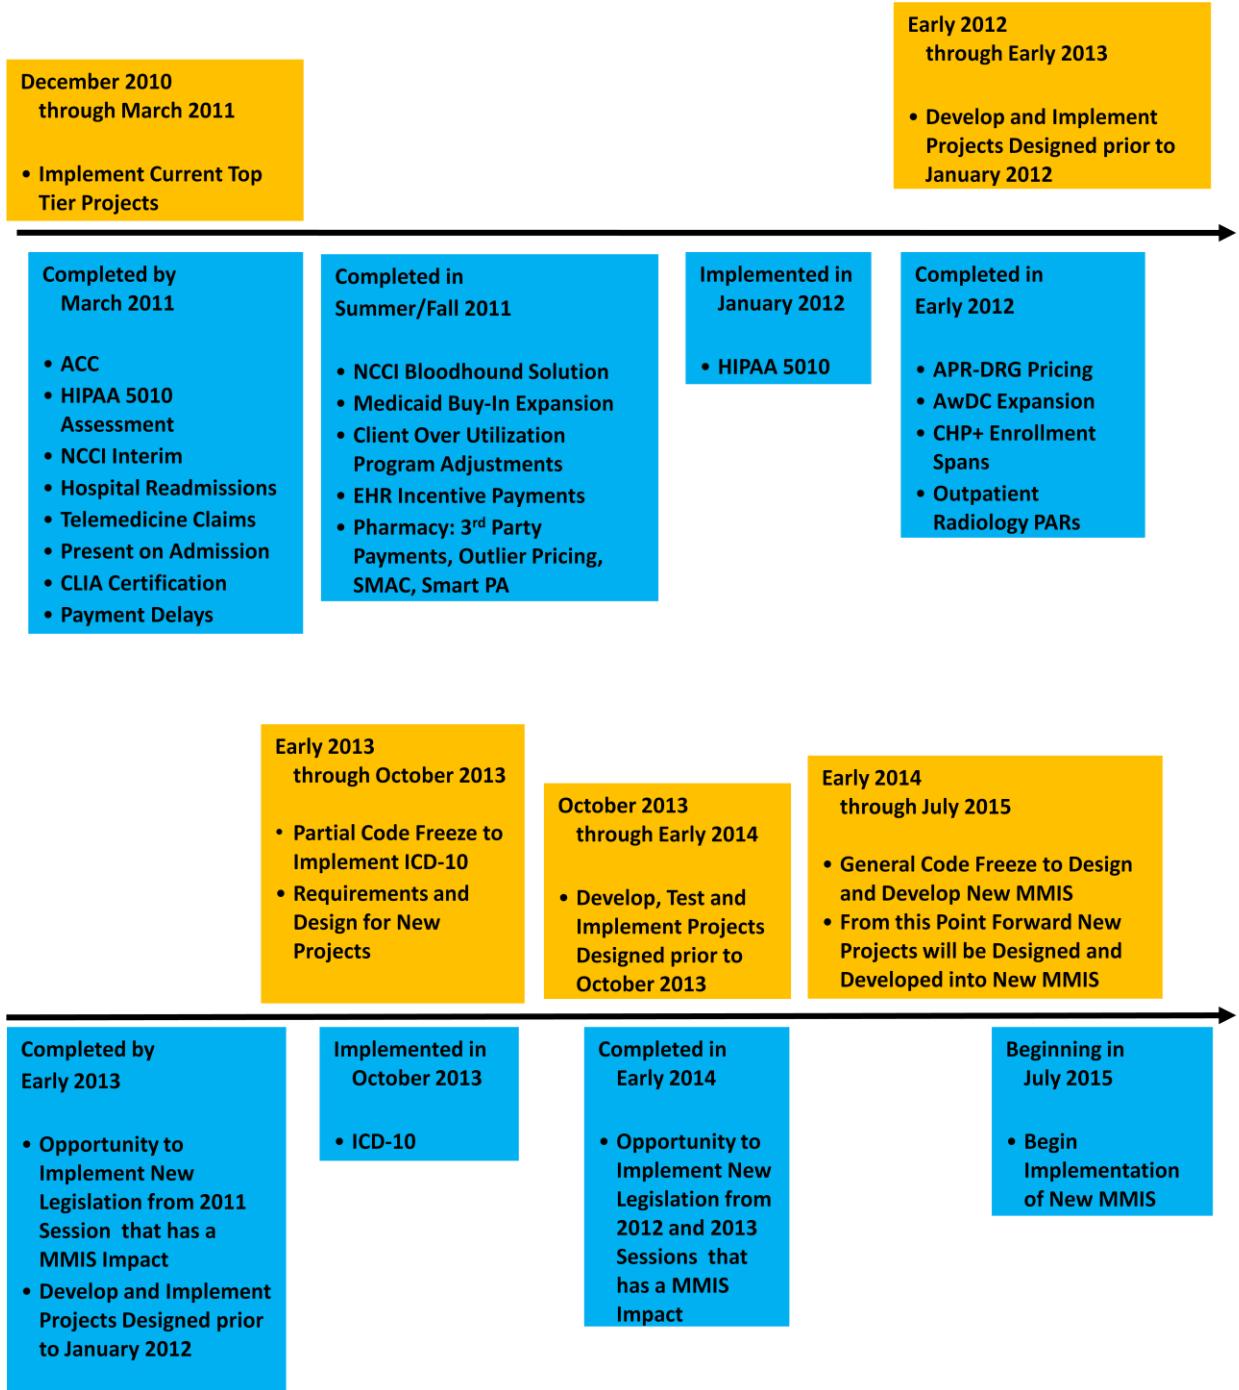 December 2010
through March 2011
• Implement Current Top
Tier Projects
Early 2012
through Early 2013
• Develop and Implement
Projects Designed prior to
January 2012
Completed by
March 2011
• ACC
• HIPAA 5010
Assessment
• NCCI Interim
• Hospital Readmissions
• Telemedicine Claims
• Present on Admission
• CLIA Certification
• Payment Delays
Completed in
Summer/Fall 2011
• NCCI Bloodhound Solution
• Medicaid Buy-In Expansion
• Client Over Utilization
Program Adjustments
• EHR Incentive Payments
• Pharmacy: 3rd Party
Payments, Outlier Pricing,
SMAC, Smart PA
Implemented in
January 2012
• HIPAA 5010
Completed in
Early 2012
• APR-DRG Pricing
• AwDC Expansion
• CHP+ Enrollment
Spans
• Outpatient
Radiology PARs
Early 2013
through October 2013
• Partial Code Freeze to
Implement ICD-10
• Requirements and
Design for New
Projects
October 2013
through Early 2014
• Develop, Test and
Implement Projects
Designed prior to
October 2013
Early 2014
through July 2015
• General Code Freeze to Design
and Develop New MMIS
• From this Point Forward New
Projects will be Designed and
Developed into New MMIS
Completed by
Early 2013
• Opportunity to
Implement New
Legislation from 2011
Session that has a
MMIS Impact
• Develop and Implement
Projects Designed prior
to January 2012
Implemented in
October 2013
• ICD-10
Completed in
Early 2014
• Opportunity to
Implement New
Legislation from
2012 and 2013
Sessions that
has a MMIS
Impact
Beginning in
July 2015
• Begin
Implementation
of New MMIS